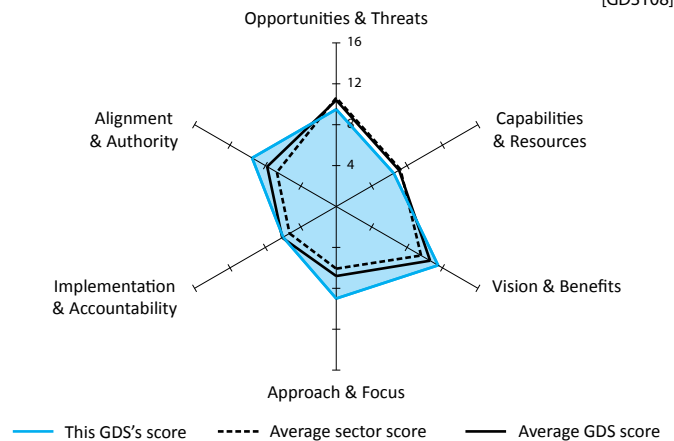 Opportunities & Threats
16
12
8
4
Alignment
& Authority
Capabilities
& Resources
Implementation
& Accountability
Vision & Benefits
Approach & Focus
This GDS's score
Average sector score
Average GDS score